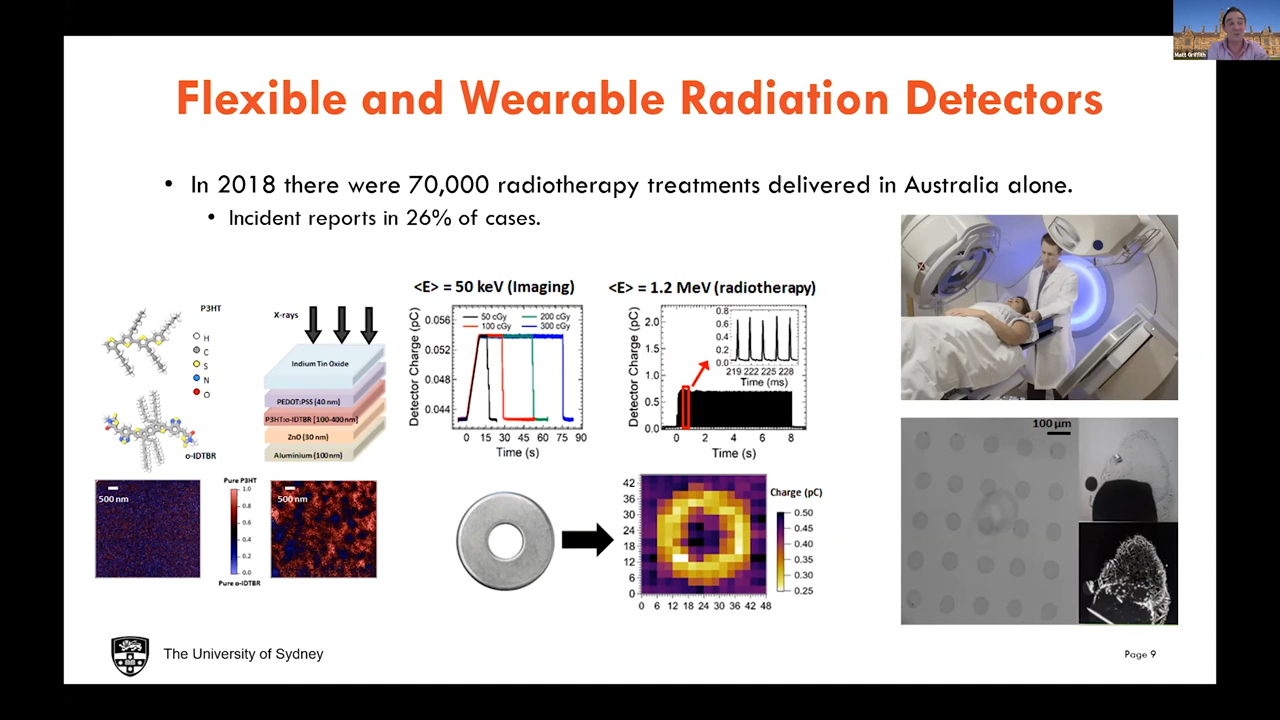 Matt Griffith
Flexible and Wearable Radiation Detectors
• In 2018 there were 70,000 radiotherapy treatments delivered in Australia alone.
• Incident reports in 26% of cases.
P3HT
H
C
S
N
O
o-IDTBR
X-rays
Indium Tin Oxide
PEDOT:PSS (40 nm)
P3HT:o-IDTBR [100-400 nm]
ZnO (30 nm)
Aluminium (100 nm)
<E> = 50 keV (Imaging)
Detector Charge (pC)
0.056
0.052
0.048
0.044
50 cGy
200 cGy
100 cGy
300 cGy
0 15 30 45 60 75 90
Time (s)
<E> = 1.2 MeV (radiotherapy)
Detector Charge (pC)
2.0
1.5
1.0
0.5
0.0
0.8
0.6
0.4
0.2
0.0
219 222 225 228
Time (ms)
0 2 4 6 8
Time (s)
500 nm
Pure P3HT
1.0
0.8
0.6
0.4
0.2
0.0
Pure o-IDTBR
500 nm
42
36
30
24
18
12
6
0
0 6 12 18 24 30 36 42 48
Charge (pC)
0.50
0.45
0.40
0.35
0.30
0.25
100 µm
The University of Sydney
Page 9